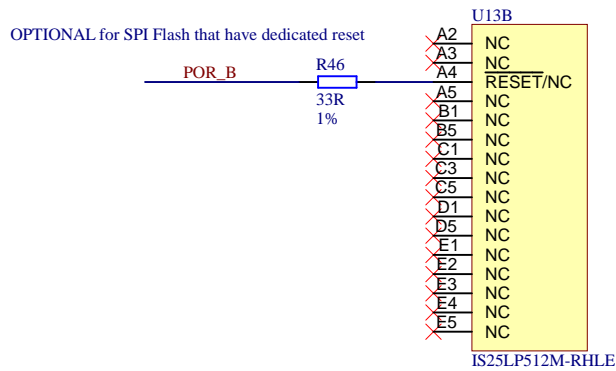 U13B
OPTIONAL for SPI Flash that have dedicated reset
A2 NC
A3 NC
POR_B R46 A4 RESET/NC
33R
1%
A5 NC
B1 NC
B5 NC
C1 NC
C3 NC
C5 NC
D1 NC
D5 NC
E1 NC
E2 NC
E3 NC
E4 NC
E5 NC
IS25LP512M-RHLE